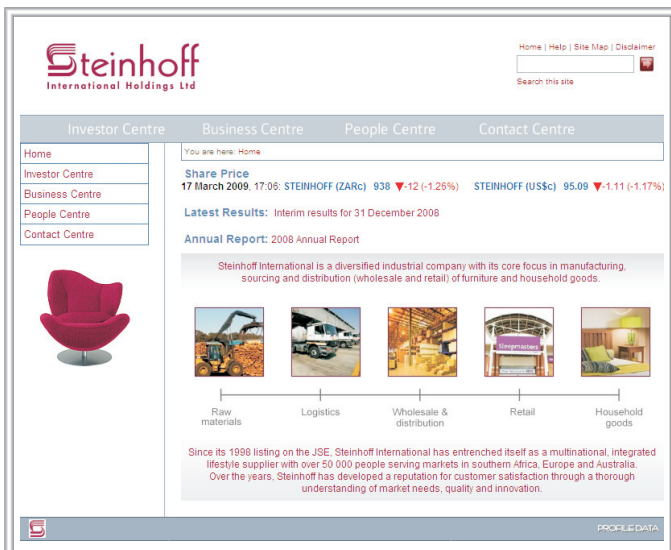 Steinhoff
International Holdings Ltd
Home | Help | Site Map | Disclaimer
Search this site
Investor Centre Business Centre People Centre Contact Centre
Home
Investor Centre
Business Centre
People Centre
Contact Centre
You are here: Home
Share Price
17 March 2009, 17:06: STEINHOFF (ZARc) 938 ▼-12 (-1.26%) STEINHOFF (US$c) 95.09 ▼-1.11 (-1.17%)
Latest Results: Interim results for 31 December 2008
Annual Report: 2008 Annual Report
Steinhoff International is a diversified industrial company with its core focus in manufacturing,
sourcing and distribution (wholesale and retail) of furniture and household goods.
Sleepmasters
Raw
materials
Logistics
Wholesale &
distribution
Retail
Household
goods
Since its 1998 listing on the JSE, Steinhoff International has entrenched itself as a multinational, integrated
lifestyle supplier with over 50 000 people serving markets in southern Africa, Europe and Australia.
Over the years, Steinhoff has developed a reputation for customer satisfaction through a thorough
understanding of market needs, quality and innovation.
PROFILE DATA